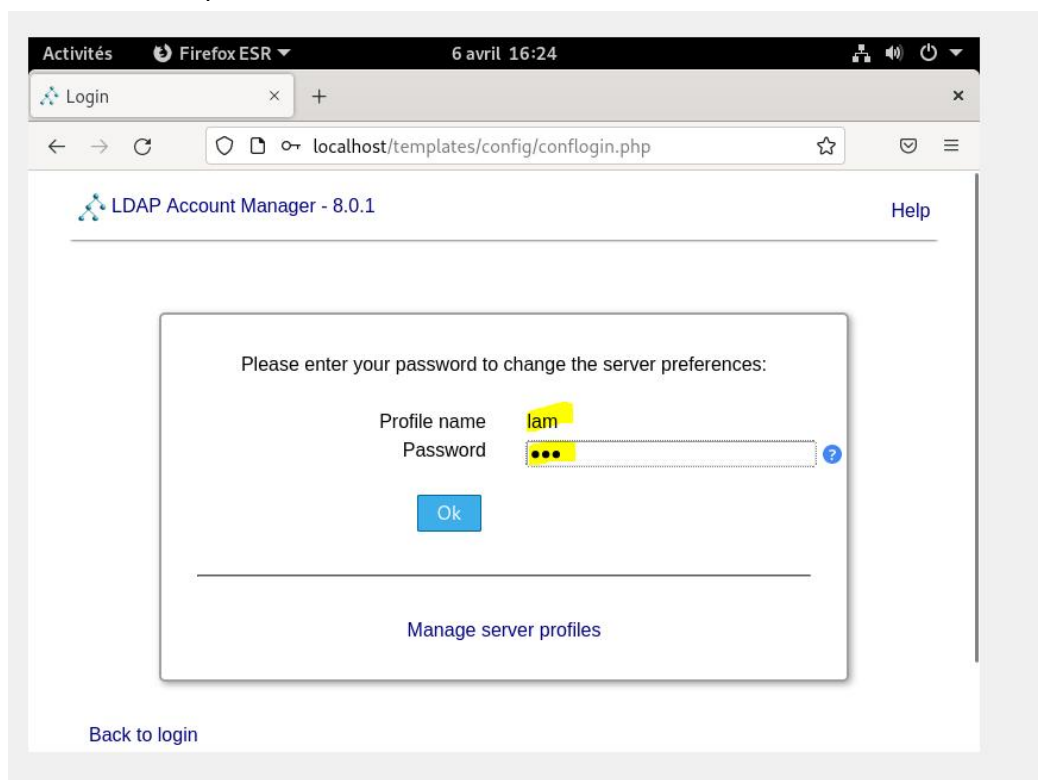 Activités Firefox ESR 6 avril 16:24
Login
localhost/templates/config/conflogin.php
LDAP Account Manager - 8.0.1 Help
Please enter your password to change the server preferences:
Profile name lam
Password •••
Ok
Manage server profiles
Back to login